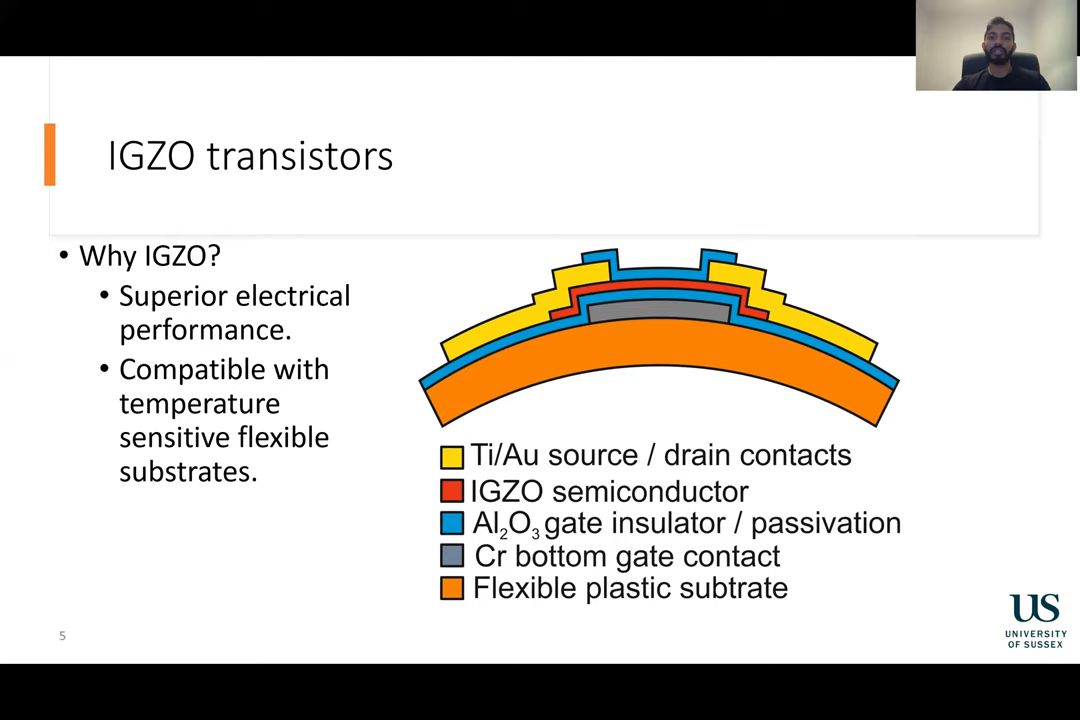 IGZO transistors
• Why IGZO?
• Superior electrical
performance.
• Compatible with
temperature
sensitive flexible
substrates.
Ti/Au source / drain contacts
IGZO semiconductor
Al₂O₃ gate insulator / passivation
Cr bottom gate contact
Flexible plastic subtrate
5
US
UNIVERSITY
OF SUSSEX